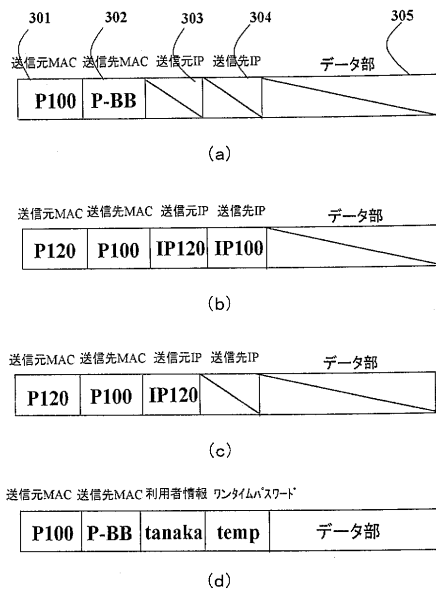 301 302 303 304 305
送信元MAC 送信先MAC 送信元IP 送信先IP データ部
P100 P-BB
(a)
送信元MAC 送信先MAC 送信元IP 送信先IP データ部
P120 P100 IP120 IP100
(b)
送信元MAC 送信先MAC 送信元IP 送信先IP データ部
P120 P100 IP120
(c)
送信元MAC 送信先MAC 利用者情報 ワンタイムパスワード
P100 P-BB tanaka temp データ部
(d)